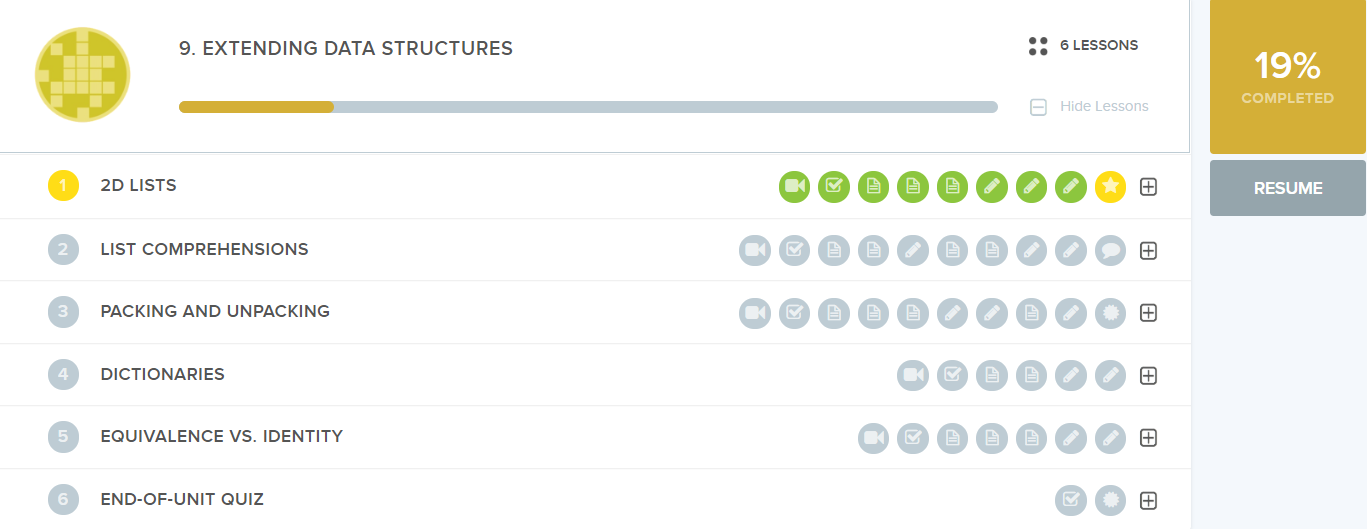 9. EXTENDING DATA STRUCTURES
6 LESSONS
Hide Lessons
19%
COMPLETED
RESUME
1 2D LISTS
2 LIST COMPREHENSIONS
3 PACKING AND UNPACKING
4 DICTIONARIES
5 EQUIVALENCE VS. IDENTITY
6 END-OF-UNIT QUIZ